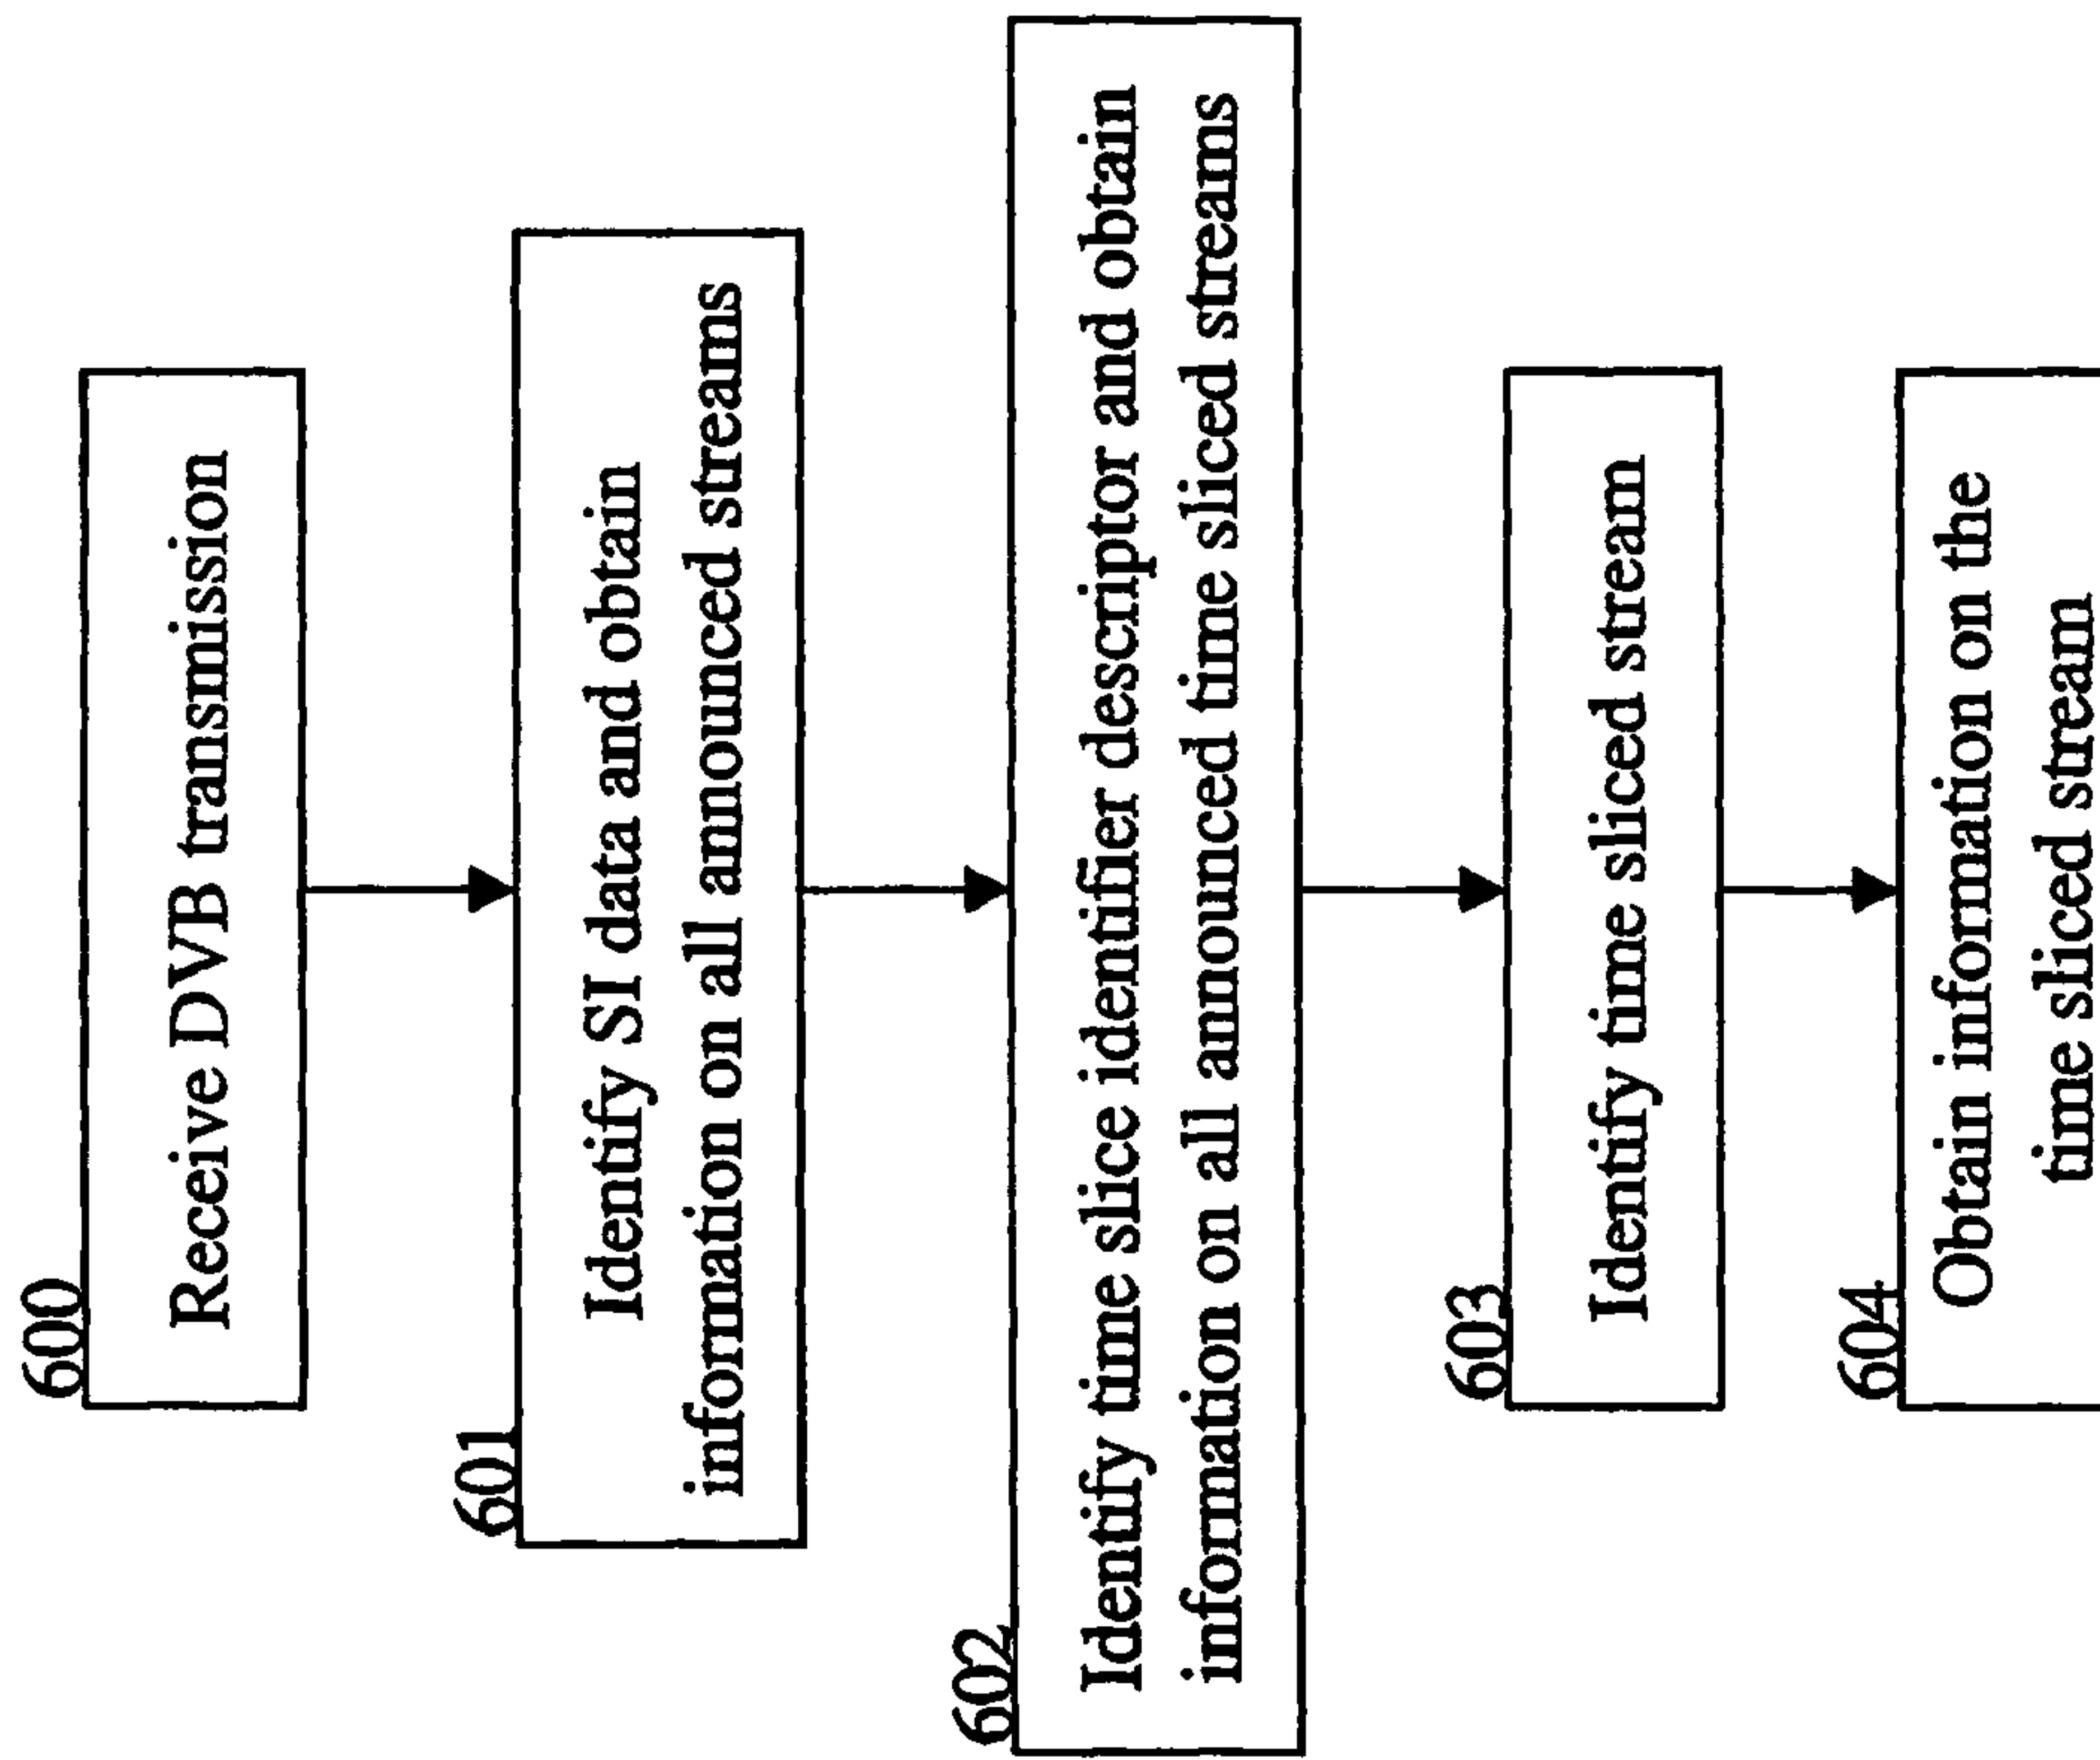 600
Receive DVB transmission
601
Identify SI data and obtain
information on all announced streams
602
Identify time slice identifier descriptor and obtain
information on all announced time sliced streams
603
Identify time sliced stream
604
Obtain information on the
time sliced stream